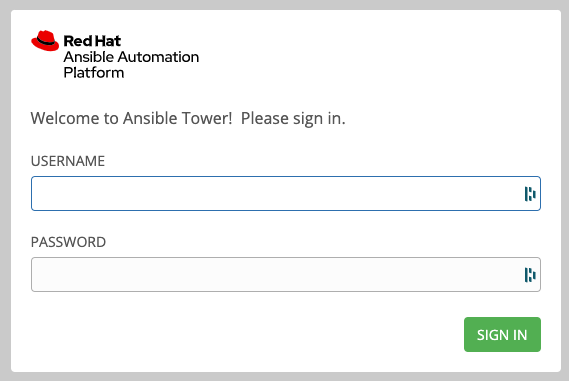 Red Hat
Ansible Automation
Platform
Welcome to Ansible Tower!  Please sign in.
USERNAME
PASSWORD
SIGN IN